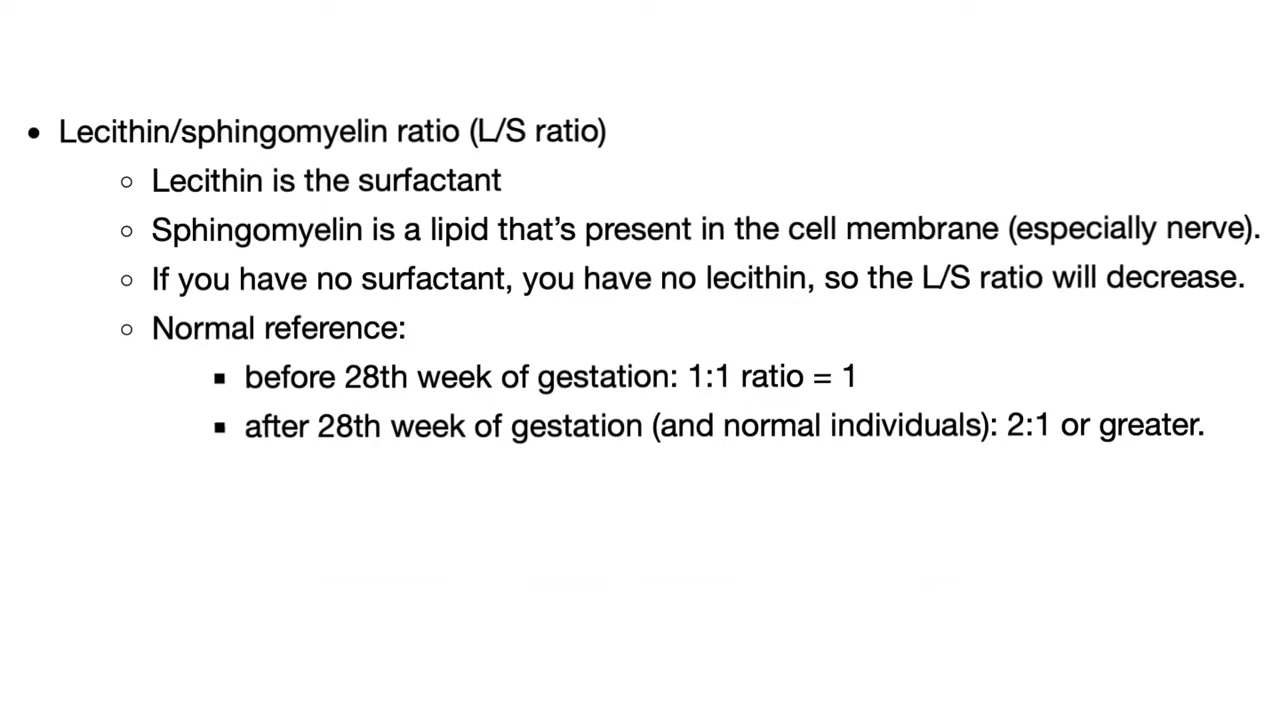 • Lecithin/sphingomyelin ratio (L/S ratio)
○ Lecithin is the surfactant
○ Sphingomyelin is a lipid that’s present in the cell membrane (especially nerve).
○ If you have no surfactant, you have no lecithin, so the L/S ratio will decrease.
○ Normal reference:
▪ before 28th week of gestation: 1:1 ratio = 1
▪ after 28th week of gestation (and normal individuals): 2:1 or greater.